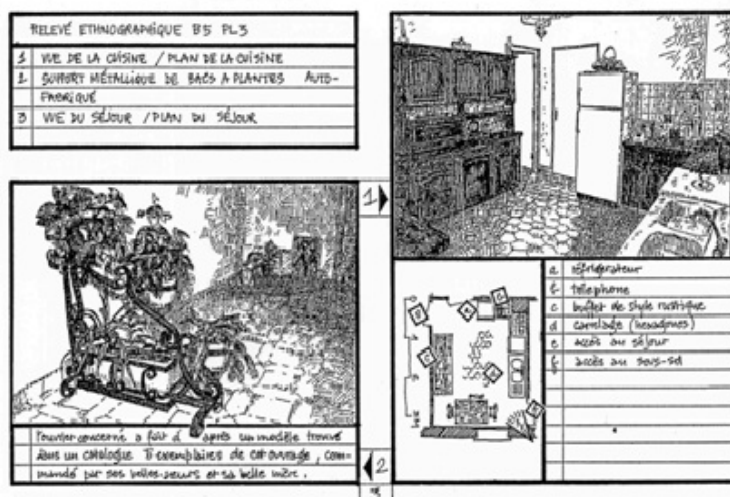 RELEVÉ ETHNOGRAPHIQUE B5 PL3
1 VUE DE LA CUISINE / PLAN DE LA CUISINE
2 SUPPORT MÉTALLIQUE DE BACS A PLANTES AUTO-
FABRIQUÉ
3 VUE DU SÉJOUR / PLAN DU SÉJOUR
1
a réfrigérateur
b téléphone
c buffet de style rustique
d carrelage (hexagones)
e accès au séjour
f accès au sous-sol
l'ouvrier concerné a fait d'après un modèle trouvé
dans un catalogue exemplaires de cet ouvrage, com-
mandé par ses belles-sœurs et sa belle mère.
2